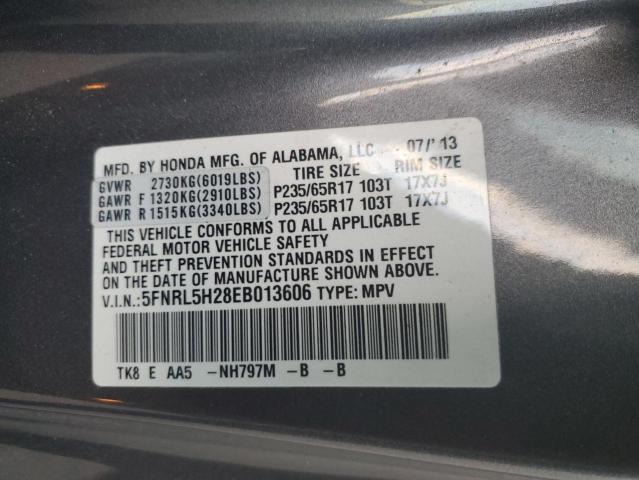 MFD. BY HONDA MFG. OF ALABAMA, LLC 07/'13
TIRE SIZE RIM SIZE
GVWR 2730KG(6019LBS)
GAWR F 1320KG(2910LBS) P235/65R17 103T 17X7J
GAWR R 1515KG(3340LBS) P235/65R17 103T 17X7J
THIS VEHICLE CONFORMS TO ALL APPLICABLE
FEDERAL MOTOR VEHICLE SAFETY
AND THEFT PREVENTION STANDARDS IN EFFECT
ON THE DATE OF MANUFACTURE SHOWN ABOVE.
V.I.N.:5FNRL5H28EB013606 TYPE: MPV
TK8 E AA5 -NH797M -B -B